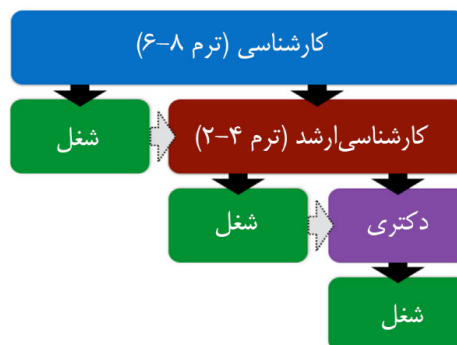 کارشناسی (ترم ۸-۶)
شغل
کارشناسی‌ارشد (ترم ۴-۲)
شغل
دکتری
شغل